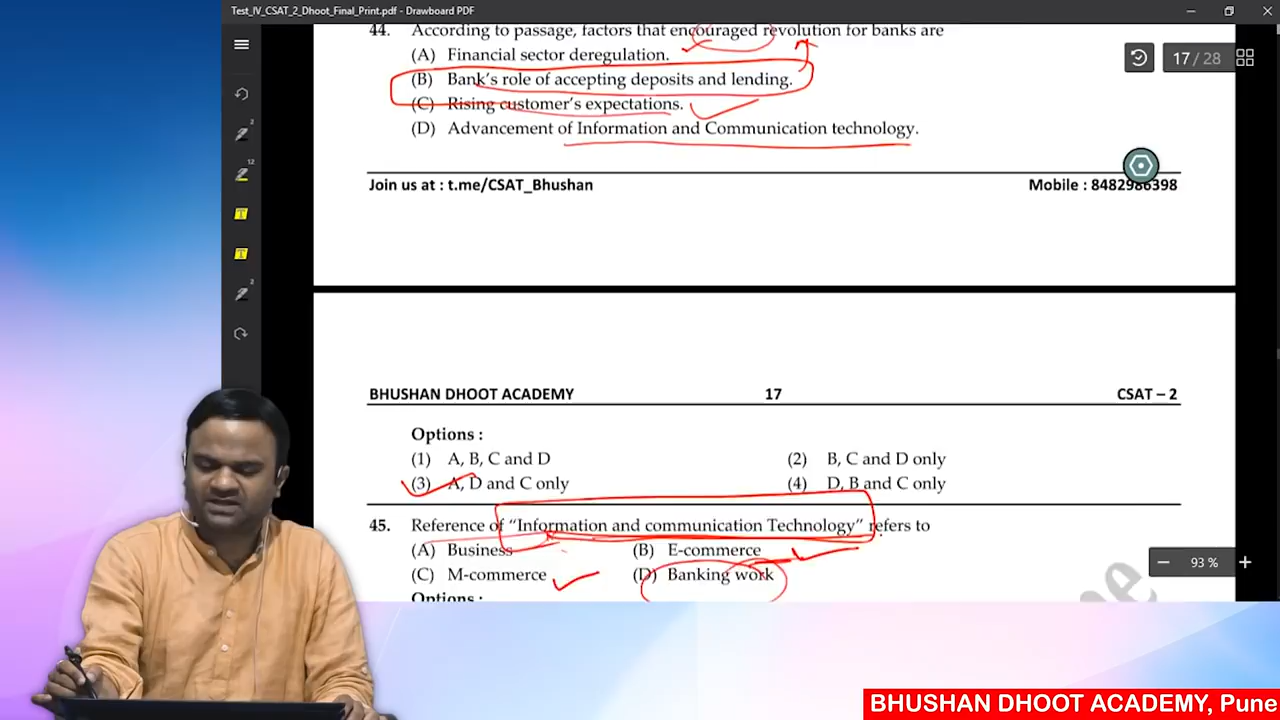 Test_IV_CSAT_2_Dhoot_Final_Print.pdf - Drawboard PDF
44. According to passage, factors that encouraged revolution for banks are
(A) Financial sector deregulation.
(B) Bank's role of accepting deposits and lending.
(C) Rising customer's expectations.
(D) Advancement of Information and Communication technology.
17 / 28
Join us at : t.me/CSAT_Bhushan Mobile : 8482986398
BHUSHAN DHOOT ACADEMY 17 CSAT – 2
Options :
(1) A, B, C and D (2) B, C and D only
(3) A, D and C only (4) D, B and C only
45. Reference of "Information and communication Technology" refers to
(A) Business (B) E-commerce
(C) M-commerce (D) Banking work
Options :
93 %
2
12
T
T
2
BHUSHAN DHOOT ACADEMY, Pune